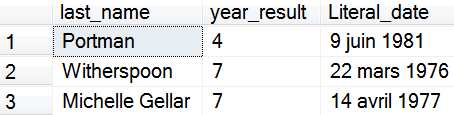 last_name year_result Literal_date
1 Portman 4 9 juin 1981
2 Witherspoon 7 22 mars 1976
3 Michelle Gellar 7 14 avril 1977